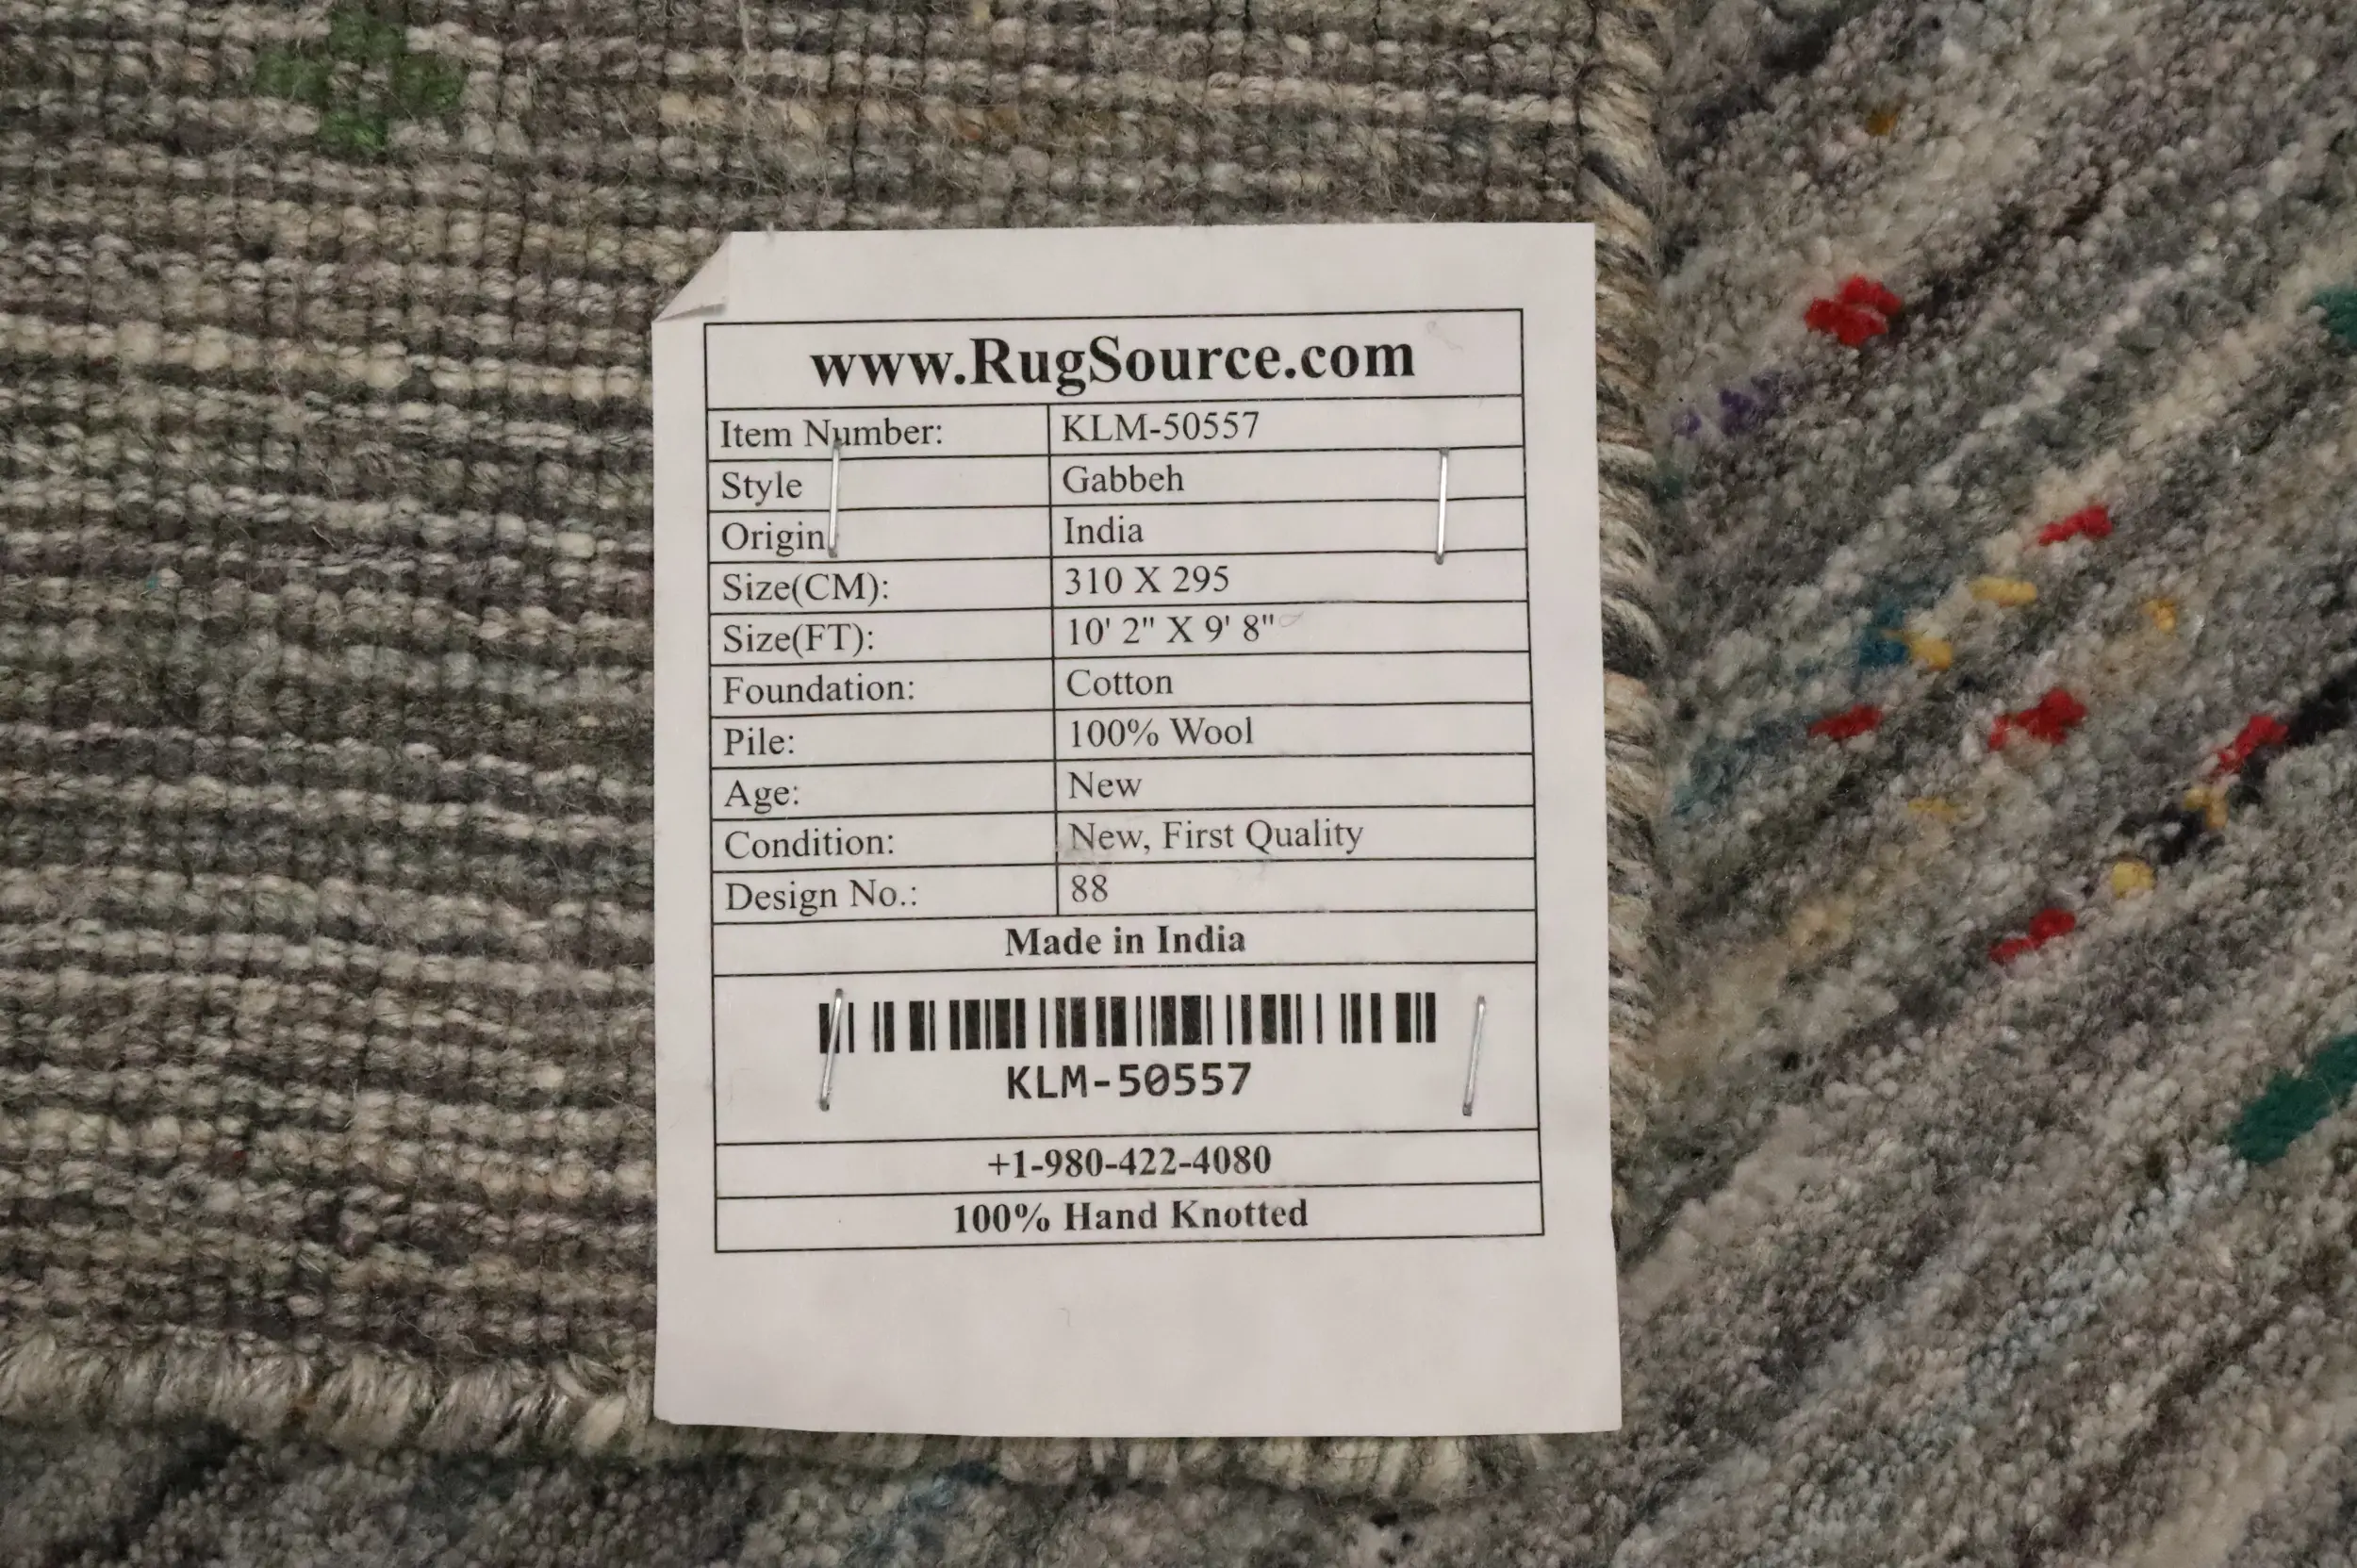 www.RugSource.com
Item Number: KLM-50557
Style Gabbeh
Origin India
Size(CM): 310 X 295
Size(FT): 10' 2" X 9' 8"
Foundation: Cotton
Pile: 100% Wool
Age: New
Condition: New, First Quality
Design No.: 88
Made in India
KLM-50557
+1-980-422-4080
100% Hand Knotted